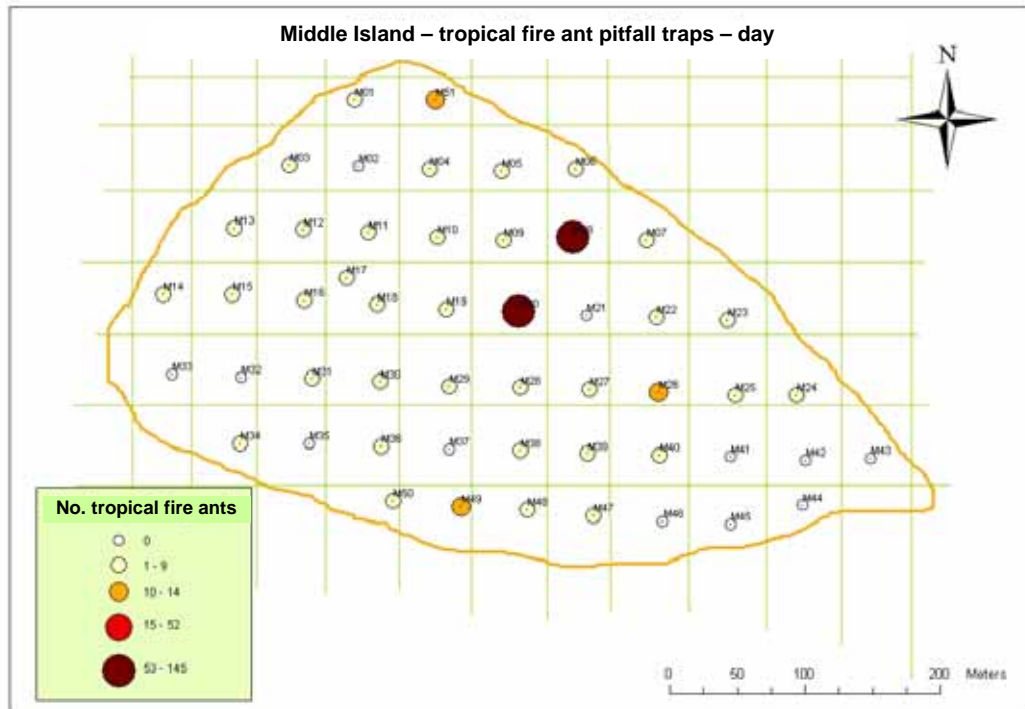 Middle Island – tropical fire ant pitfall traps – day
N
M01
M51
M03
M02
M04
M05
M06
M13
M12
M11
M10
M09
M07
M17
M14
M15
M16
M18
M19
M21
M22
M23
M33
M32
M31
M30
M29
M28
M27
M26
M25
M24
M34
M35
M36
M37
M38
M39
M40
M41
M42
M43
M50
M49
M48
M47
M46
M45
M44
No. tropical fire ants
0
1 - 9
10 - 14
15 - 52
53 - 145
0 50 100 200 Meters